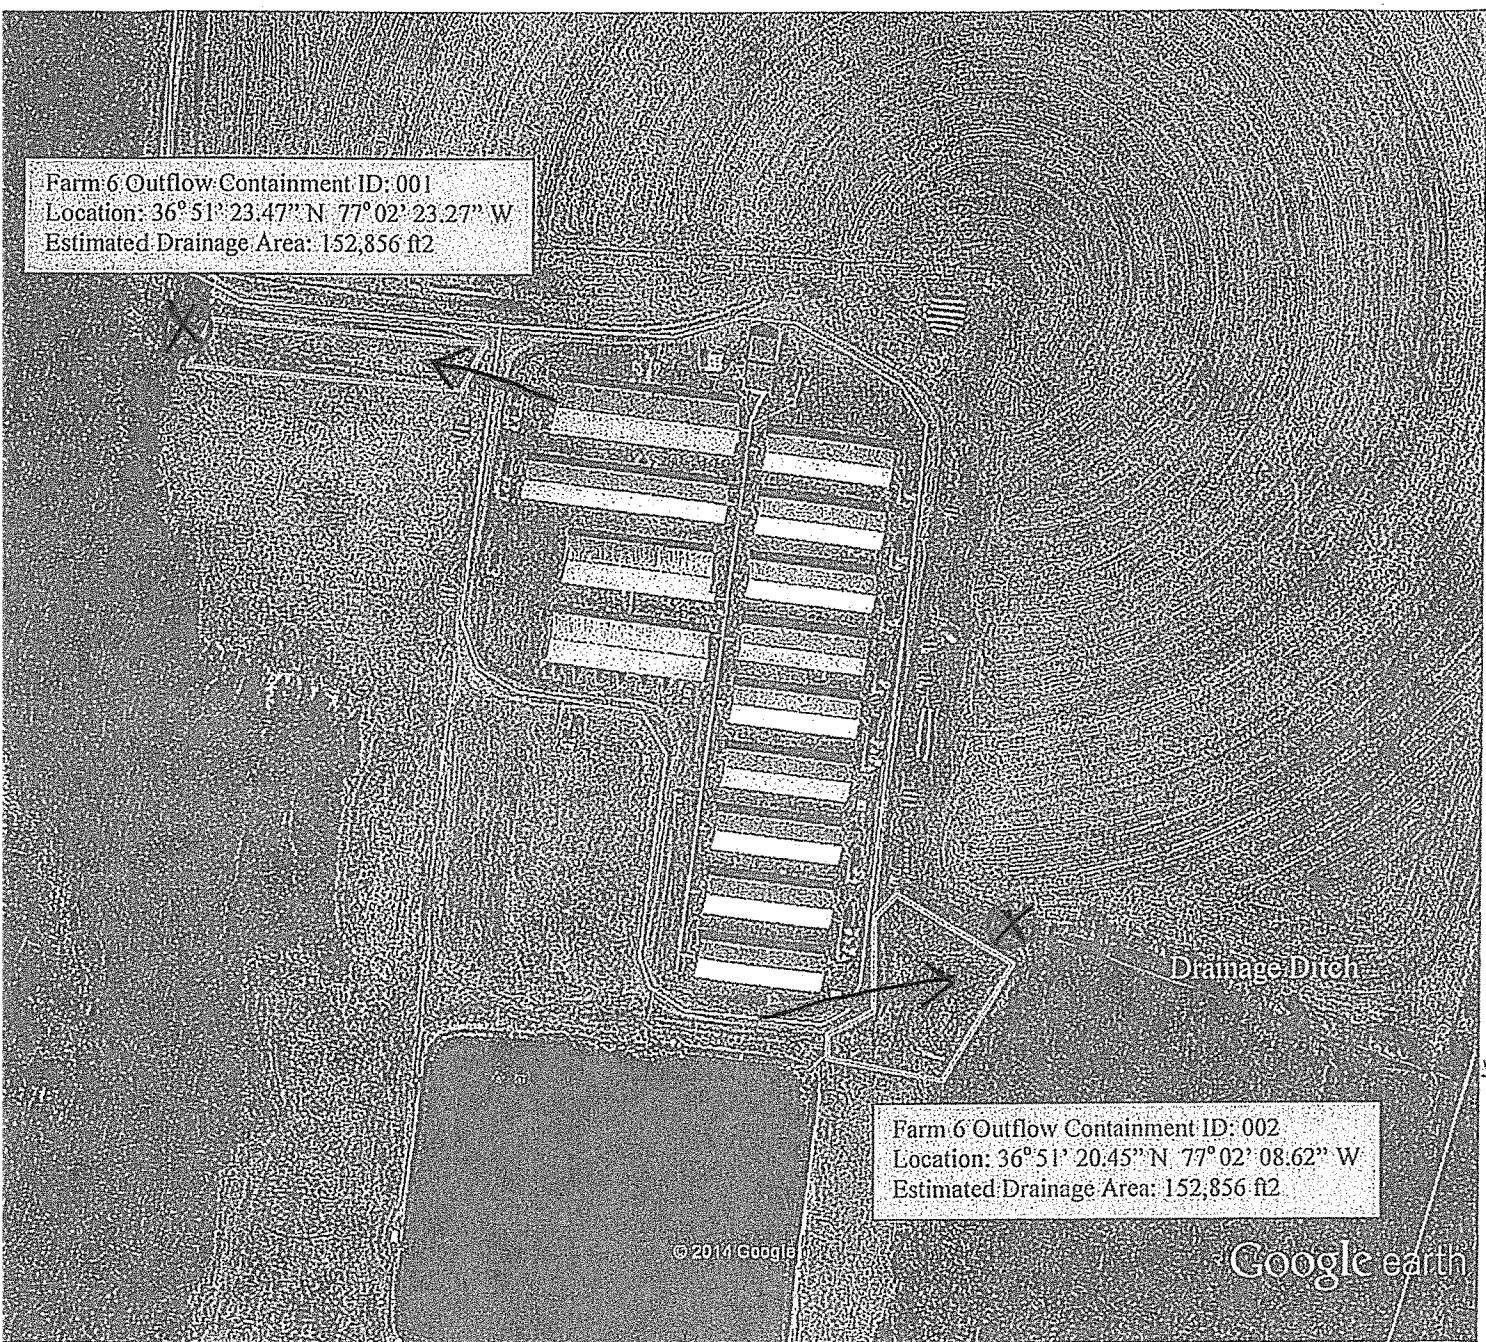 Farm 6 Outflow Containment ID: 001
Location: 36° 51' 23.47" N 77° 02' 23.27" W
Estimated Drainage Area: 152,856 ft2
Drainage Ditch
Farm 6 Outflow Containment ID: 002
Location: 36° 51' 20.45" N 77° 02' 08.62" W
Estimated Drainage Area: 152,856 ft2
© 2014 Google
Google earth